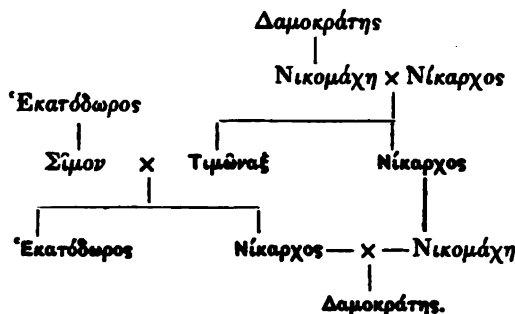 Δαμοκράτης
Νικομάχη × Νίκαρχος
Ἑκατόδωρος
Σῖμον × Τιμῶναξ Νίκαρχος
Ἑκατόδωρος Νίκαρχος — × — Νικομάχη
Δαμοκράτης.